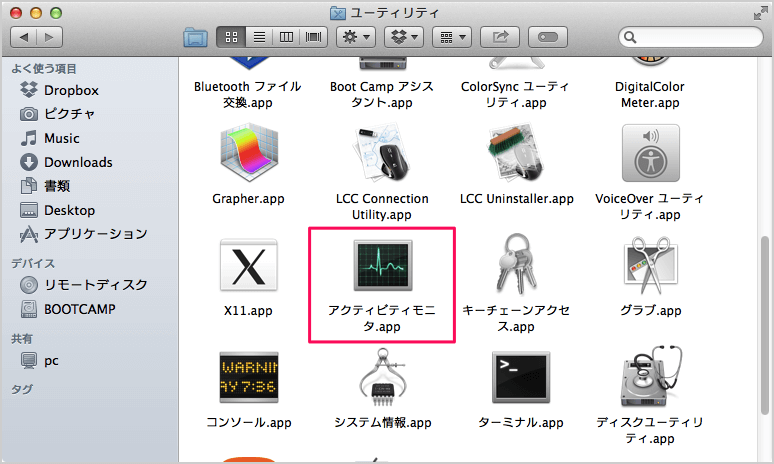 ユーティリティ
よく使う項目
Dropbox
ピクチャ
Music
Downloads
書類
Desktop
アプリケーション
デバイス
リモートディスク
BOOTCAMP
共有
pc
タグ
Bluetooth ファイル
交換.app
Boot Camp アシス
タント.app
ColorSync ユーティ
リティ.app
DigitalColor
Meter.app
Grapher.app
LCC Connection
Utility.app
LCC Uninstaller.app
VoiceOver ユーティ
リティ.app
X
X11.app
アクティビティモニ
タ.app
キーチェーンアクセ
ス.app
グラブ.app
WARNIN
AY 7:36
コンソール.app
システム情報.app
>_
ターミナル.app
ディスクユーティリ
ティ.app